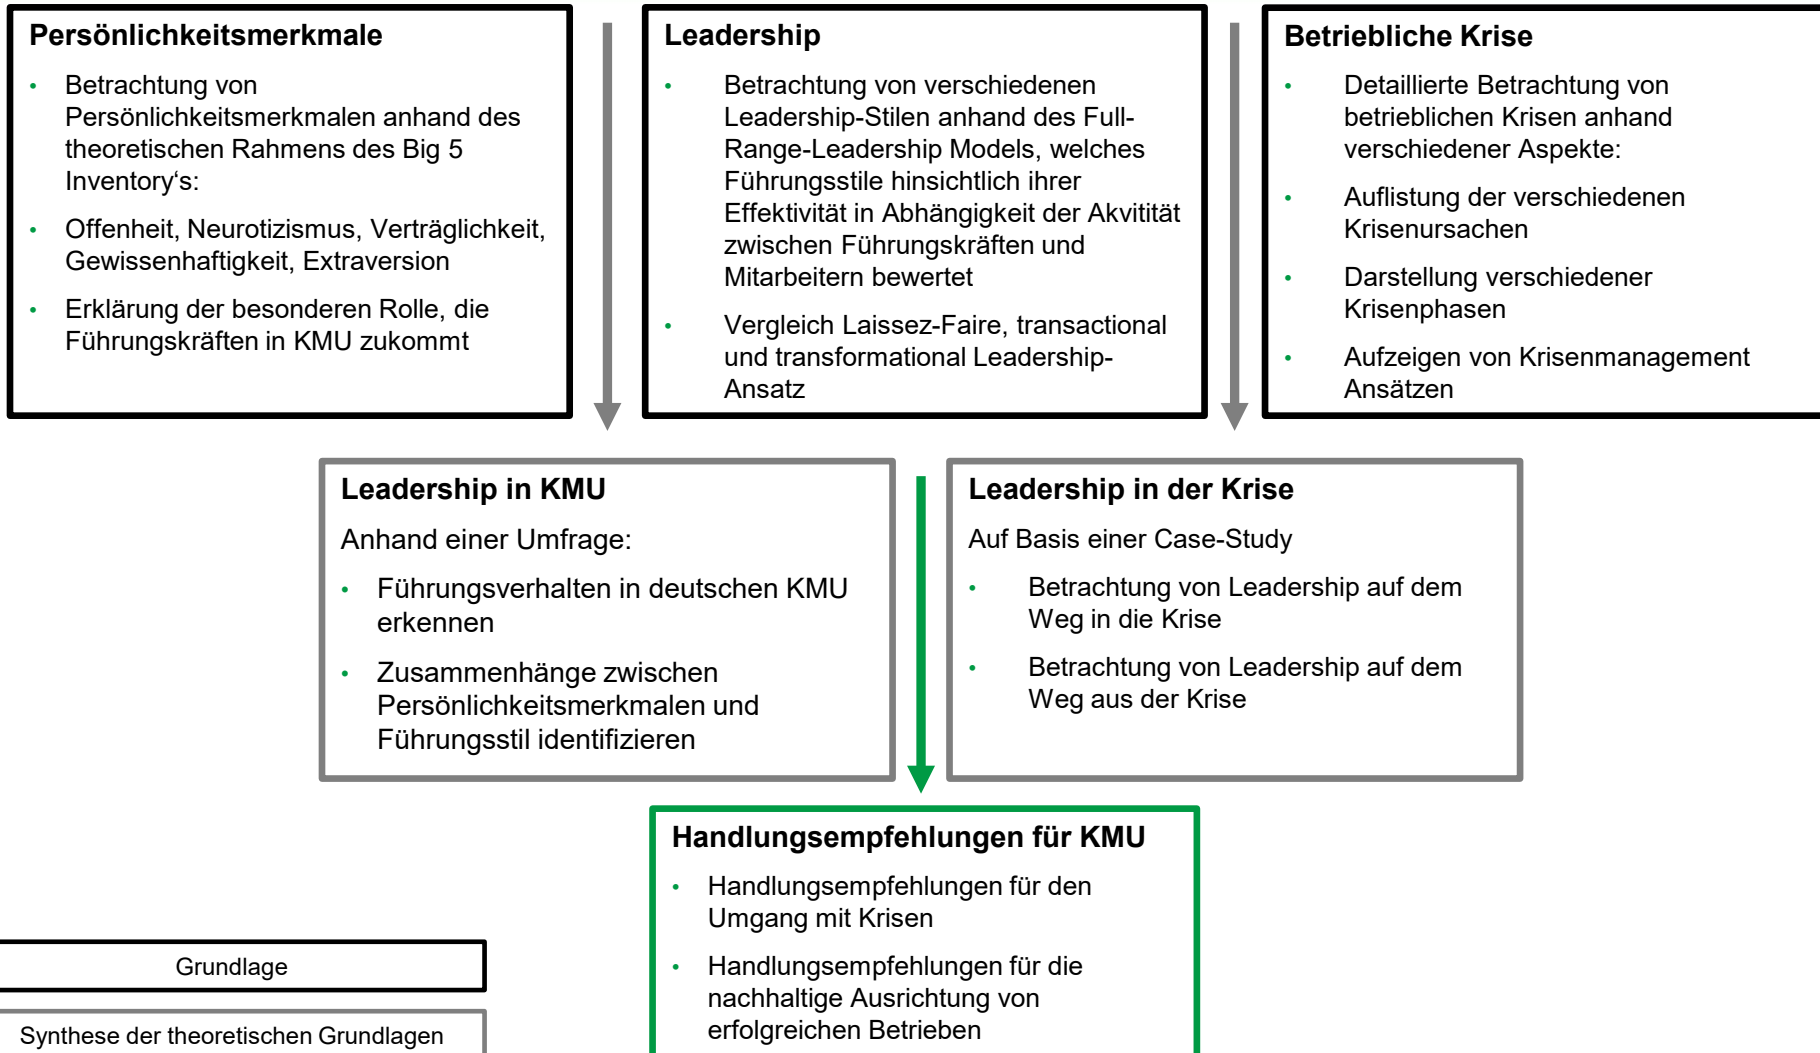 Persönlichkeitsmerkmale
• Betrachtung von
Persönlichkeitsmerkmalen anhand des
theoretischen Rahmens des Big 5
Inventory‘s:
• Offenheit, Neurotizismus, Verträglichkeit,
Gewissenhaftigkeit, Extraversion
• Erklärung der besonderen Rolle, die
Führungskräften in KMU zukommt
Leadership
• Betrachtung von verschiedenen
Leadership-Stilen anhand des Full-
Range-Leadership Models, welches
Führungsstile hinsichtlich ihrer
Effektivität in Abhängigkeit der Akvitität
zwischen Führungskräften und
Mitarbeitern bewertet
• Vergleich Laissez-Faire, transactional
und transformational Leadership-
Ansatz
Betriebliche Krise
• Detaillierte Betrachtung von
betrieblichen Krisen anhand
verschiedener Aspekte:
• Auflistung der verschiedenen
Krisenursachen
• Darstellung verschiedener
Krisenphasen
• Aufzeigen von Krisenmanagement
Ansätzen
Leadership in KMU
Anhand einer Umfrage:
• Führungsverhalten in deutschen KMU
erkennen
• Zusammenhänge zwischen
Persönlichkeitsmerkmalen und
Führungsstil identifizieren
Leadership in der Krise
Auf Basis einer Case-Study
• Betrachtung von Leadership auf dem
Weg in die Krise
• Betrachtung von Leadership auf dem
Weg aus der Krise
Handlungsempfehlungen für KMU
• Handlungsempfehlungen für den
Umgang mit Krisen
• Handlungsempfehlungen für die
nachhaltige Ausrichtung von
erfolgreichen Betrieben
Grundlage
Synthese der theoretischen Grundlagen